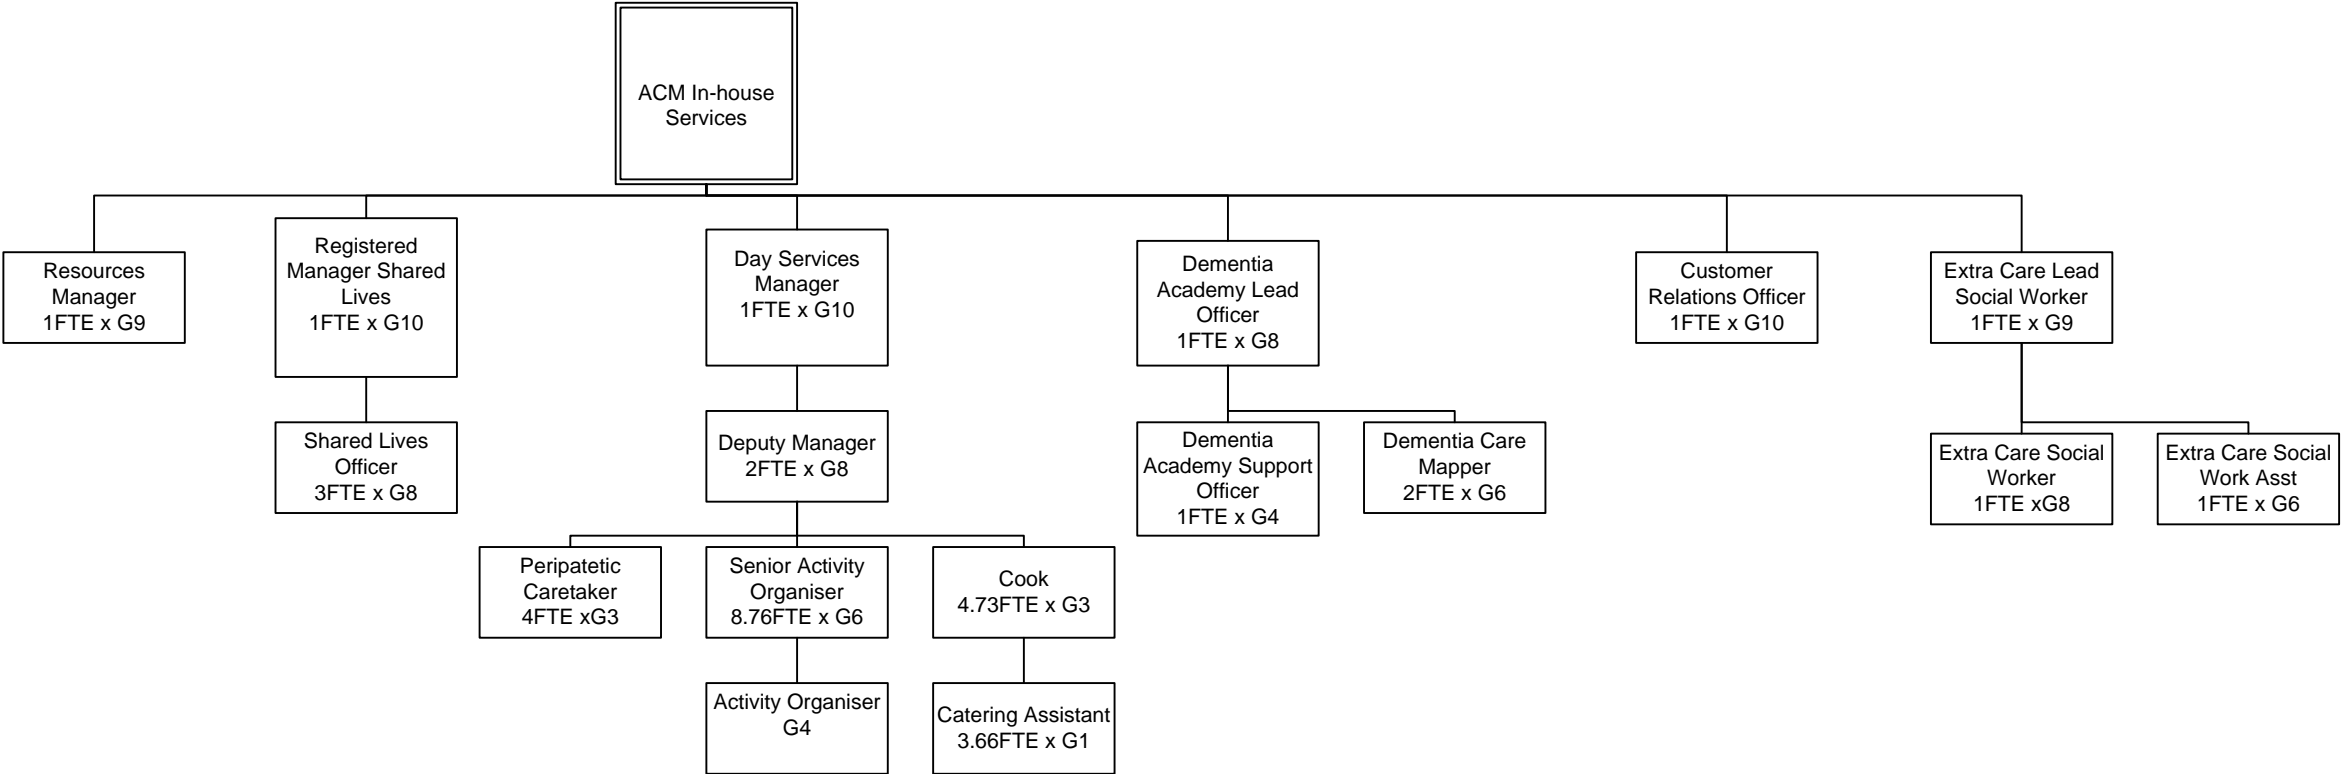 ACM In-house
Services
Resources
Manager
1FTE x G9
Registered
Manager Shared
Lives
1FTE x G10
Day Services
Manager
1FTE x G10
Dementia
Academy Lead
Officer
1FTE x G8
Customer
Relations Officer
1FTE x G10
Extra Care Lead
Social Worker
1FTE x G9
Shared Lives
Officer
3FTE x G8
Deputy Manager
2FTE x G8
Dementia
Academy Support
Officer
1FTE x G4
Dementia Care
Mapper
2FTE x G6
Extra Care Social
Worker
1FTE xG8
Extra Care Social
Work Asst
1FTE x G6
Peripatetic
Caretaker
4FTE xG3
Senior Activity
Organiser
8.76FTE x G6
Cook
4.73FTE x G3
Activity Organiser
G4
Catering Assistant
3.66FTE x G1